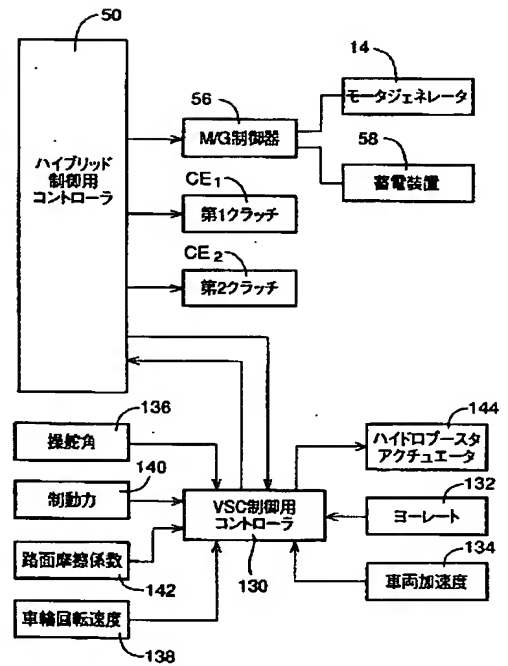 50
14
モータジェネレータ
56
M/G制御器
58
蓄電装置
ハイブリッド
制御用
コントローラ
CE1
第1クラッチ
CE2
第2クラッチ
136
操舵角
144
ハイドロブースタ
アクチュエータ
140
制動力
VSC制御用
コントローラ
132
ヨーレート
路面摩擦係数
142
130
134
車両加速度
車輪回転速度
138